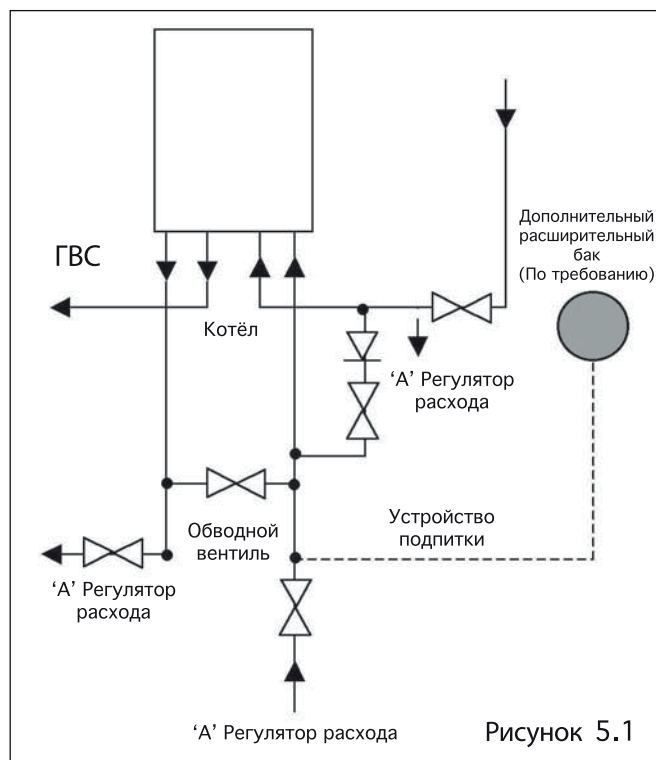 ГВС
Котёл
Дополнительный
расширительный
бак
(По требованию)
‘А’ Регулятор
расхода
Обводной
вентиль
Устройство
подпитки
‘А’ Регулятор
расхода
‘А’ Регулятор расхода
Рисунок 5.1